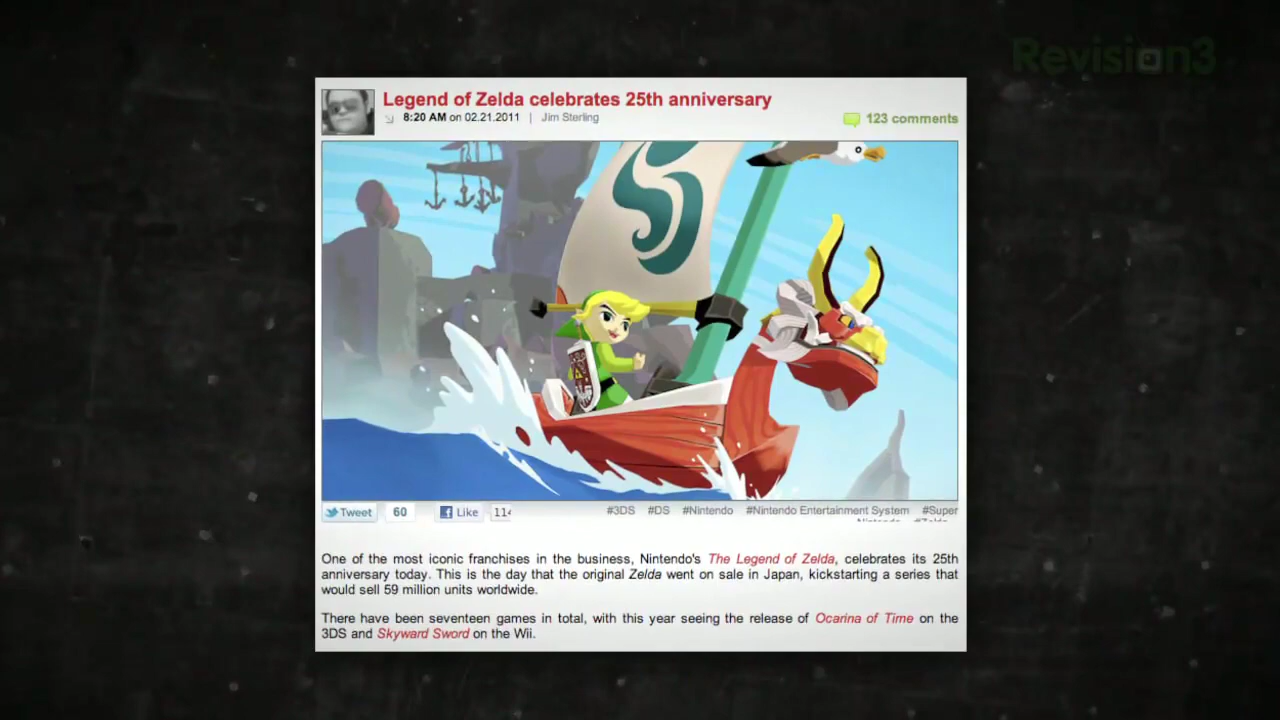 Revision3
Legend of Zelda celebrates 25th anniversary
8:20 AM on 02.21.2011 | Jim Sterling
123 comments
Tweet 60 Like 114
#3DS #DS #Nintendo #Nintendo Entertainment System #Super
Nintendo #Zelda
One of the most iconic franchises in the business, Nintendo's The Legend of Zelda, celebrates its 25th
anniversary today. This is the day that the original Zelda went on sale in Japan, kickstarting a series that
would sell 59 million units worldwide.
There have been seventeen games in total, with this year seeing the release of Ocarina of Time on the
3DS and Skyward Sword on the Wii.